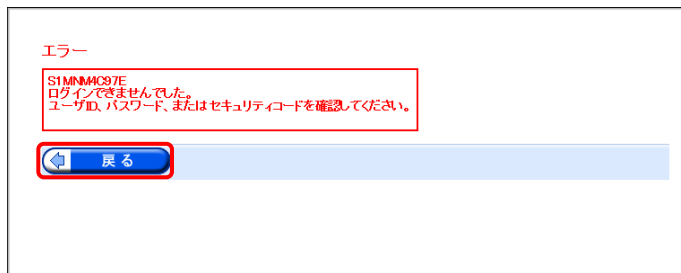 エラー
S1MNM4C97E
ログインできませんでした。
ユーザID、パスワード、またはセキュリティコードを確認してください。
戻る